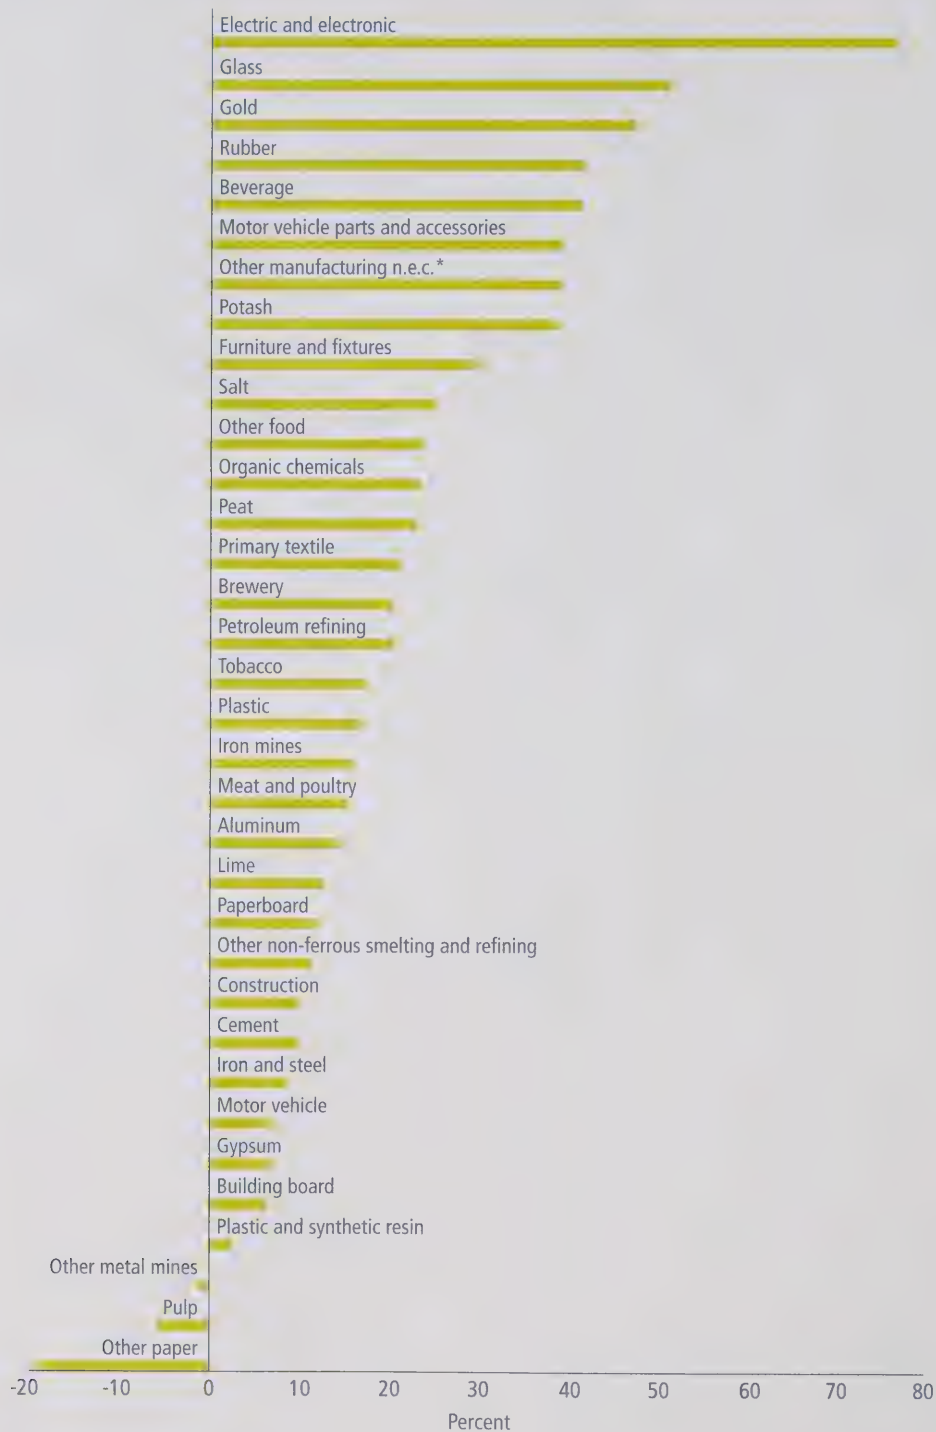 Electric and electronic
Glass
Gold
Rubber
Beverage
Motor vehicle parts and accessories
Other manufacturing n.e.c.*
Potash
Furniture and fixtures
Salt
Other food
Organic chemicals
Peat
Primary textile
Brewery
Petroleum refining
Tobacco
Plastic
Iron mines
Meat and poultry
Aluminum
Lime
Paperboard
Other non-ferrous smelting and refining
Construction
Cement
Iron and steel
Motor vehicle
Gypsum
Building board
Plastic and synthetic resin
Other metal mines
Pulp
Other paper
-20 -10 0 10 20 30 40 50 60 70 80
Percent